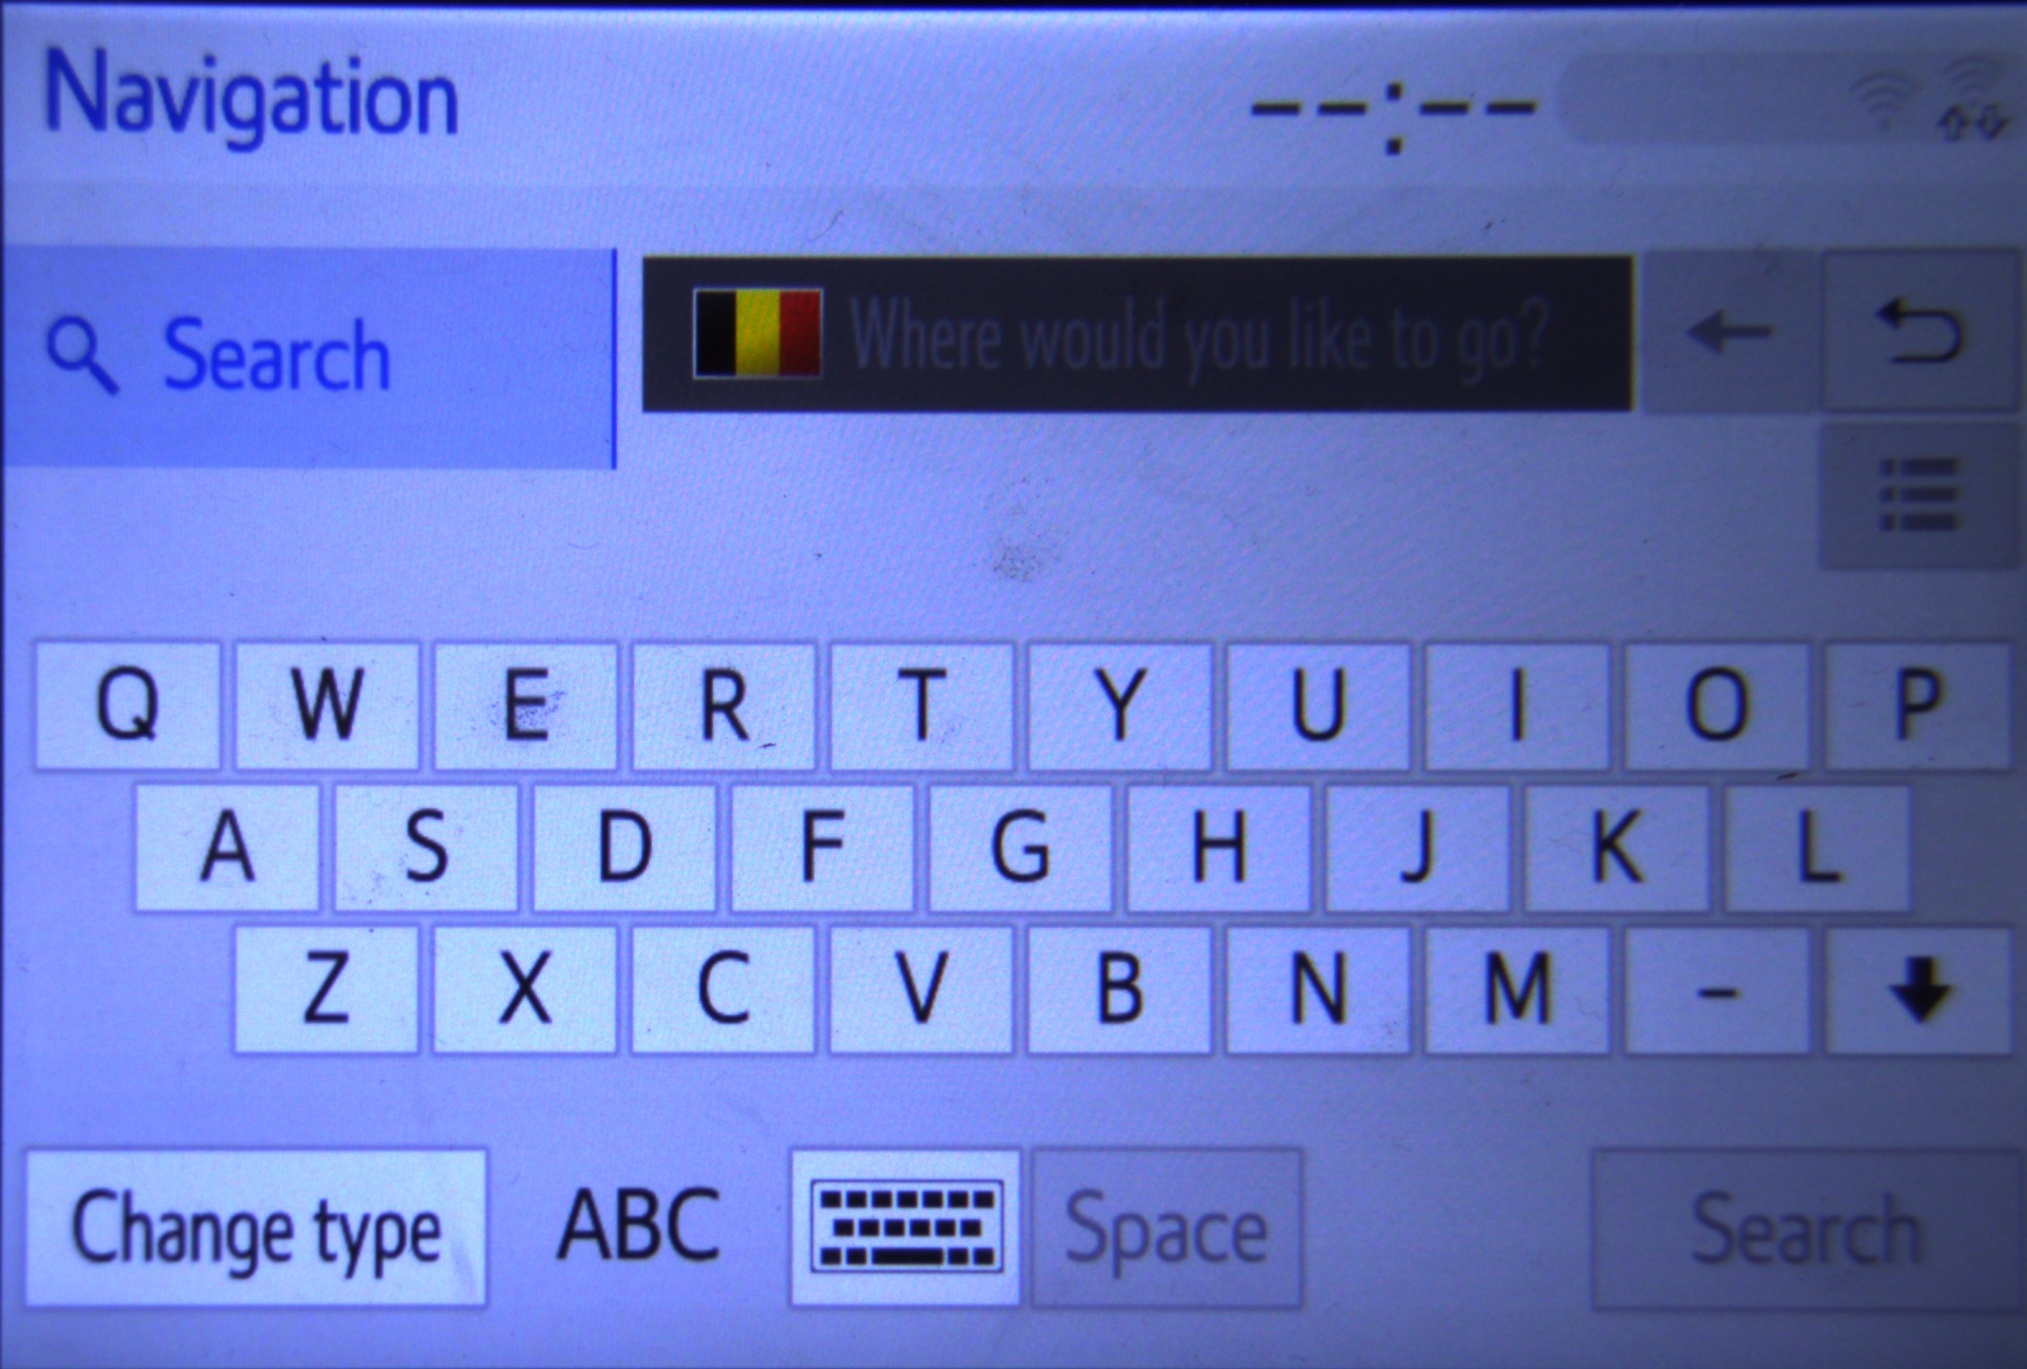 Navigation --:--
Search Where would you like to go?
Q W E R T Y U I O P
A S D F G H J K L
Z X C V B N M -
Change type ABC Space Search